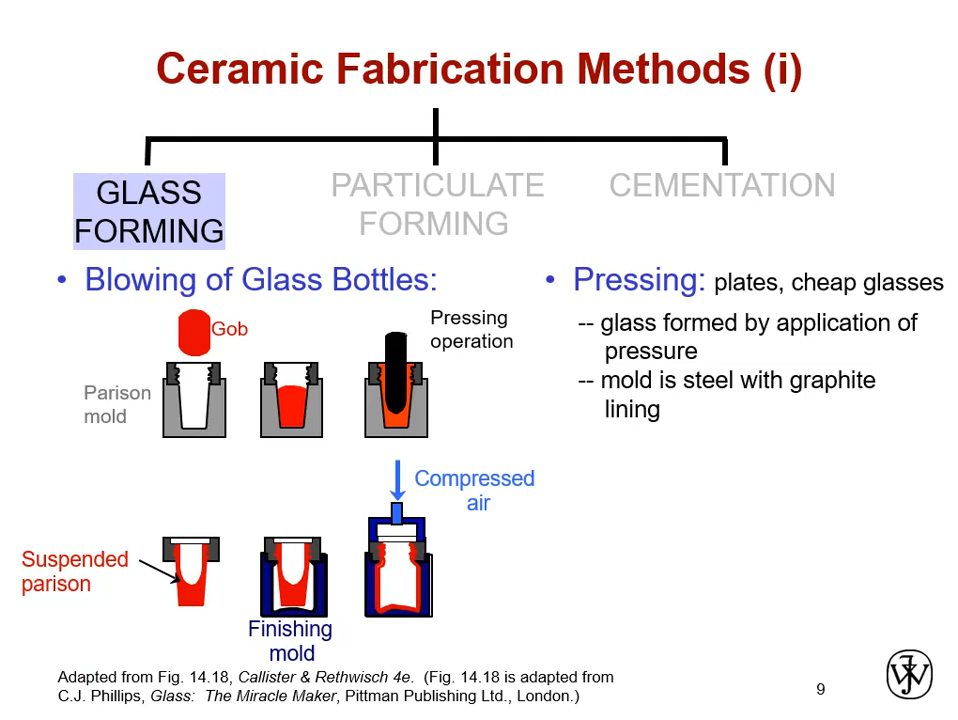 Ceramic Fabrication Methods (i)
GLASS
FORMING
PARTICULATE
FORMING
CEMENTATION
• Blowing of Glass Bottles:
Gob
Pressing
operation
Parison
mold
Compressed
air
Suspended
parison
Finishing
mold
• Pressing: plates, cheap glasses
-- glass formed by application of
pressure
-- mold is steel with graphite
lining
Adapted from Fig. 14.18, Callister & Rethwisch 4e. (Fig. 14.18 is adapted from
C.J. Phillips, Glass: The Miracle Maker, Pittman Publishing Ltd., London.)
9